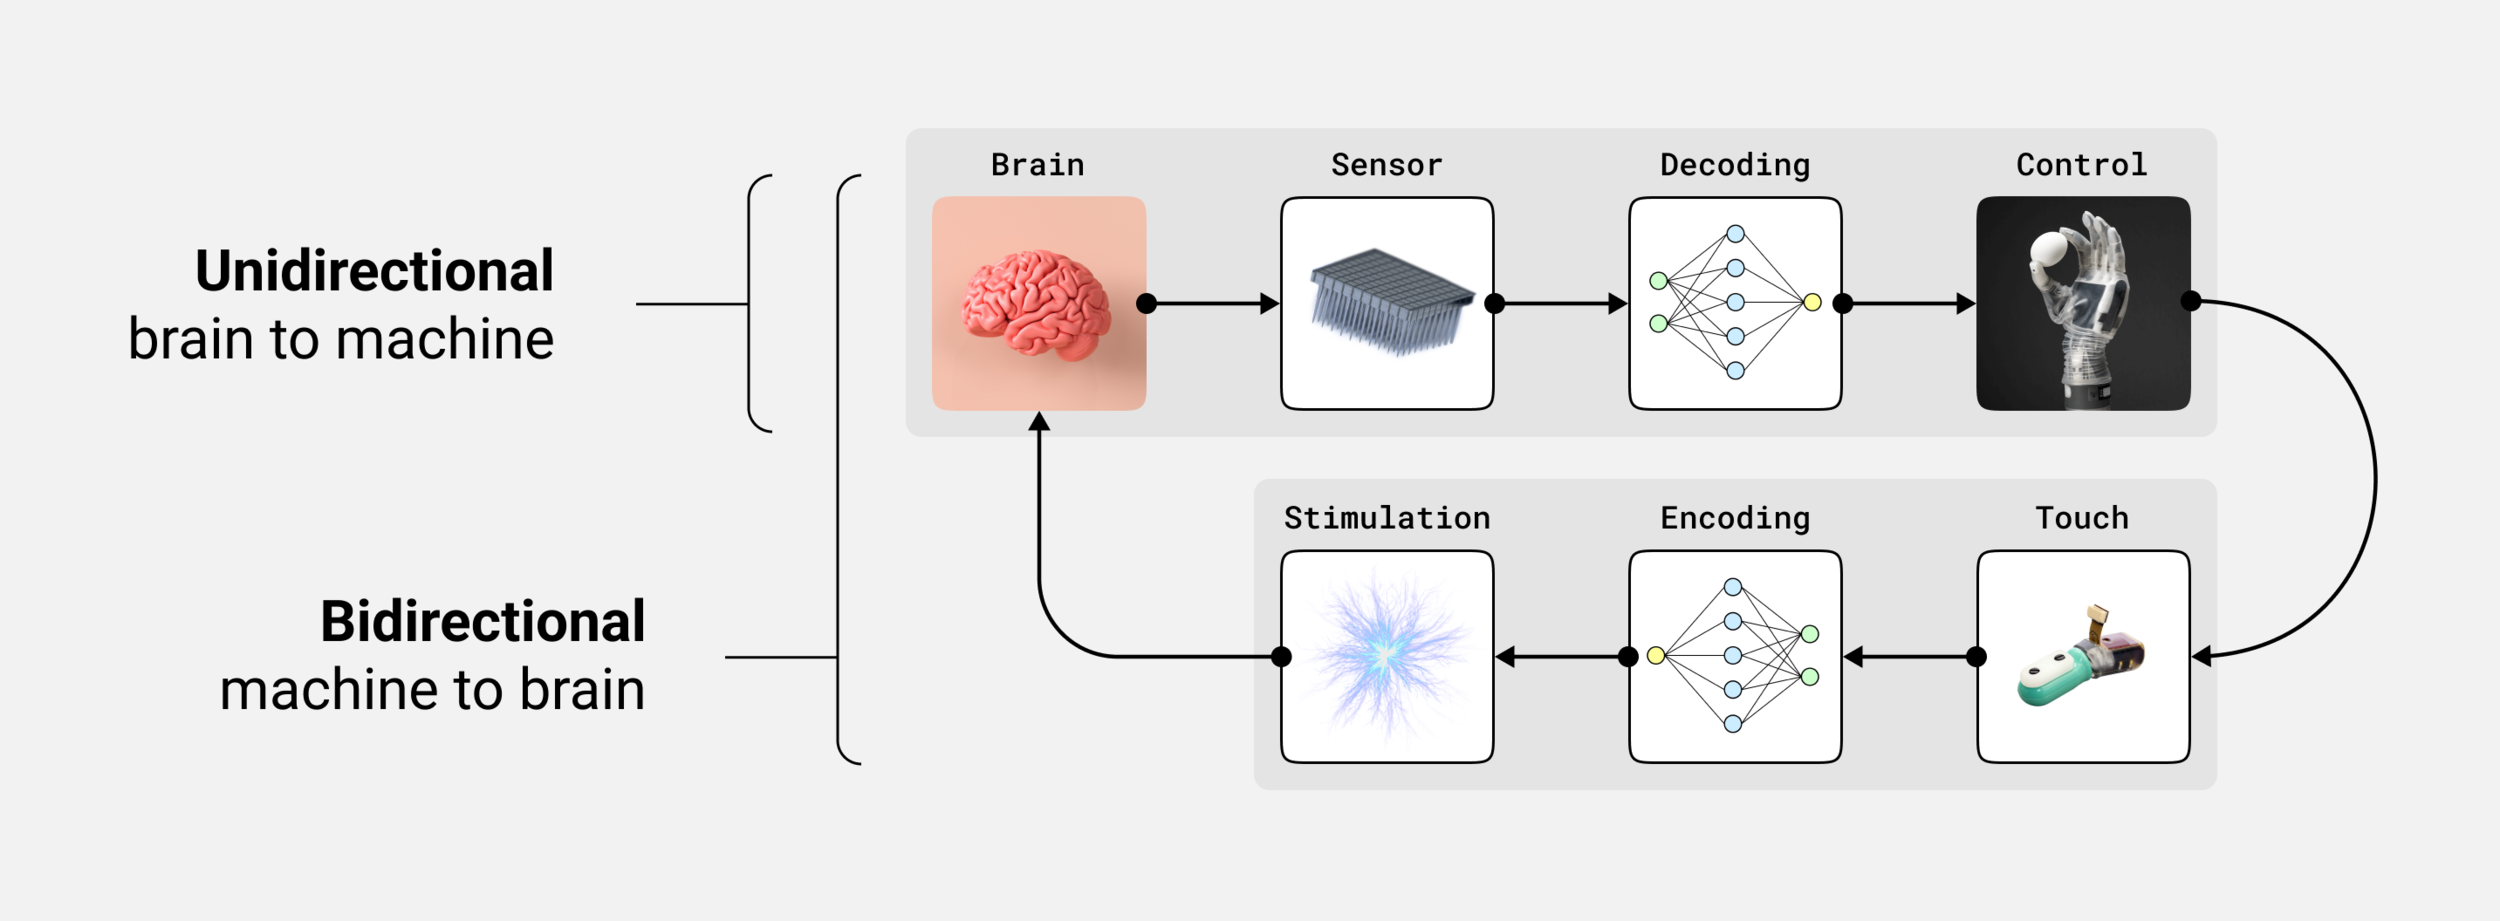 Unidirectional
brain to machine
Bidirectional
machine to brain
Brain
Sensor
Decoding
Control
Stimulation
Encoding
Touch